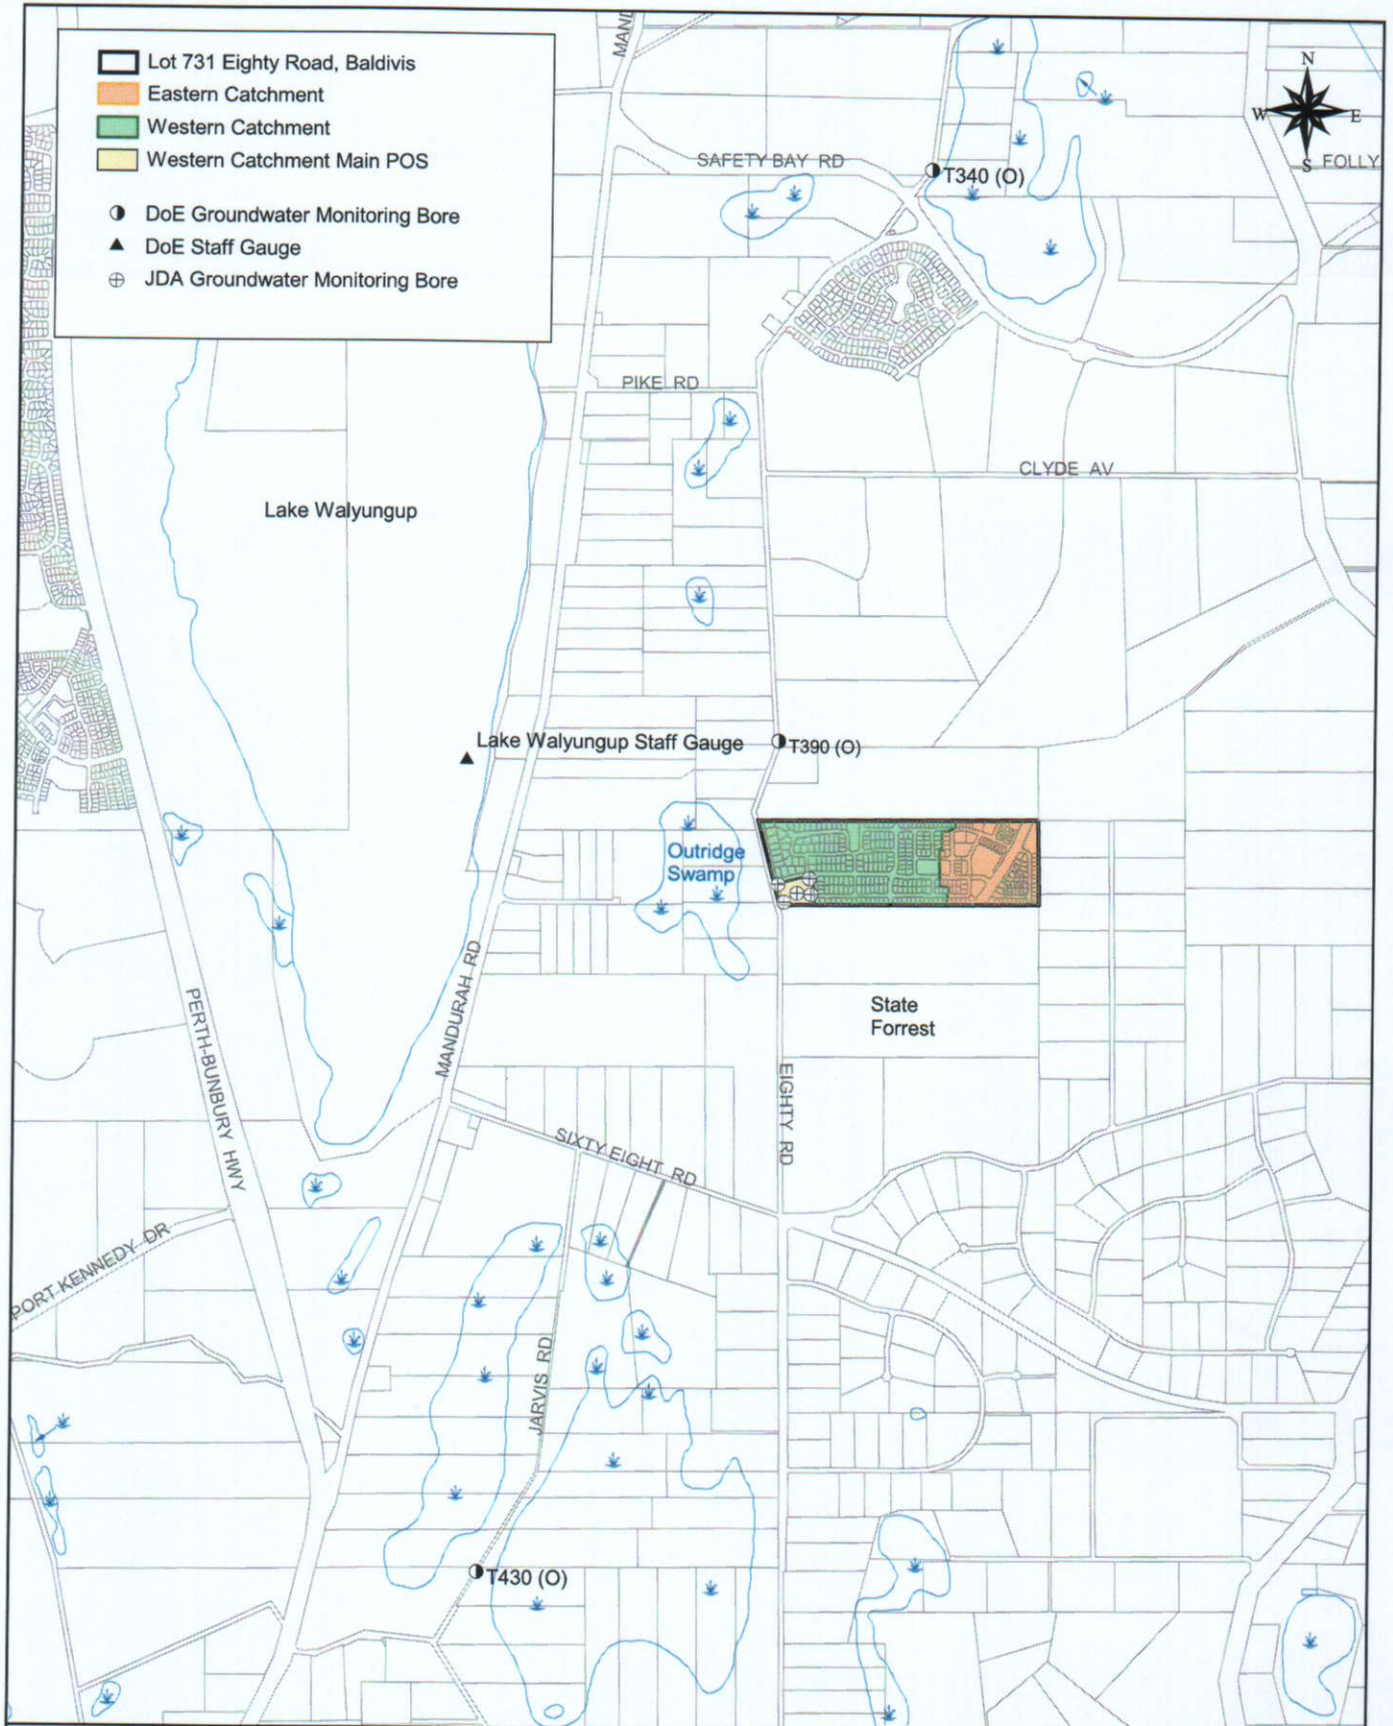 MAND
Lot 731 Eighty Road, Baldivis
Eastern Catchment
Western Catchment
Western Catchment Main POS
DoE Groundwater Monitoring Bore
DoE Staff Gauge
JDA Groundwater Monitoring Bore
N
W
E
S
FOLLY
SAFETY BAY RD
T340 (O)
PIKE RD
CLYDE AV
Lake Walyungup
Lake Walyungup Staff Gauge
T390 (O)
Outridge
Swamp
State
Forrest
MANDURAH RD
PERTH-BUNBURY HWY
EIGHTY RD
SIXTY EIGHT RD
PORT KENNEDY DR
JARVIS RD
T430 (O)